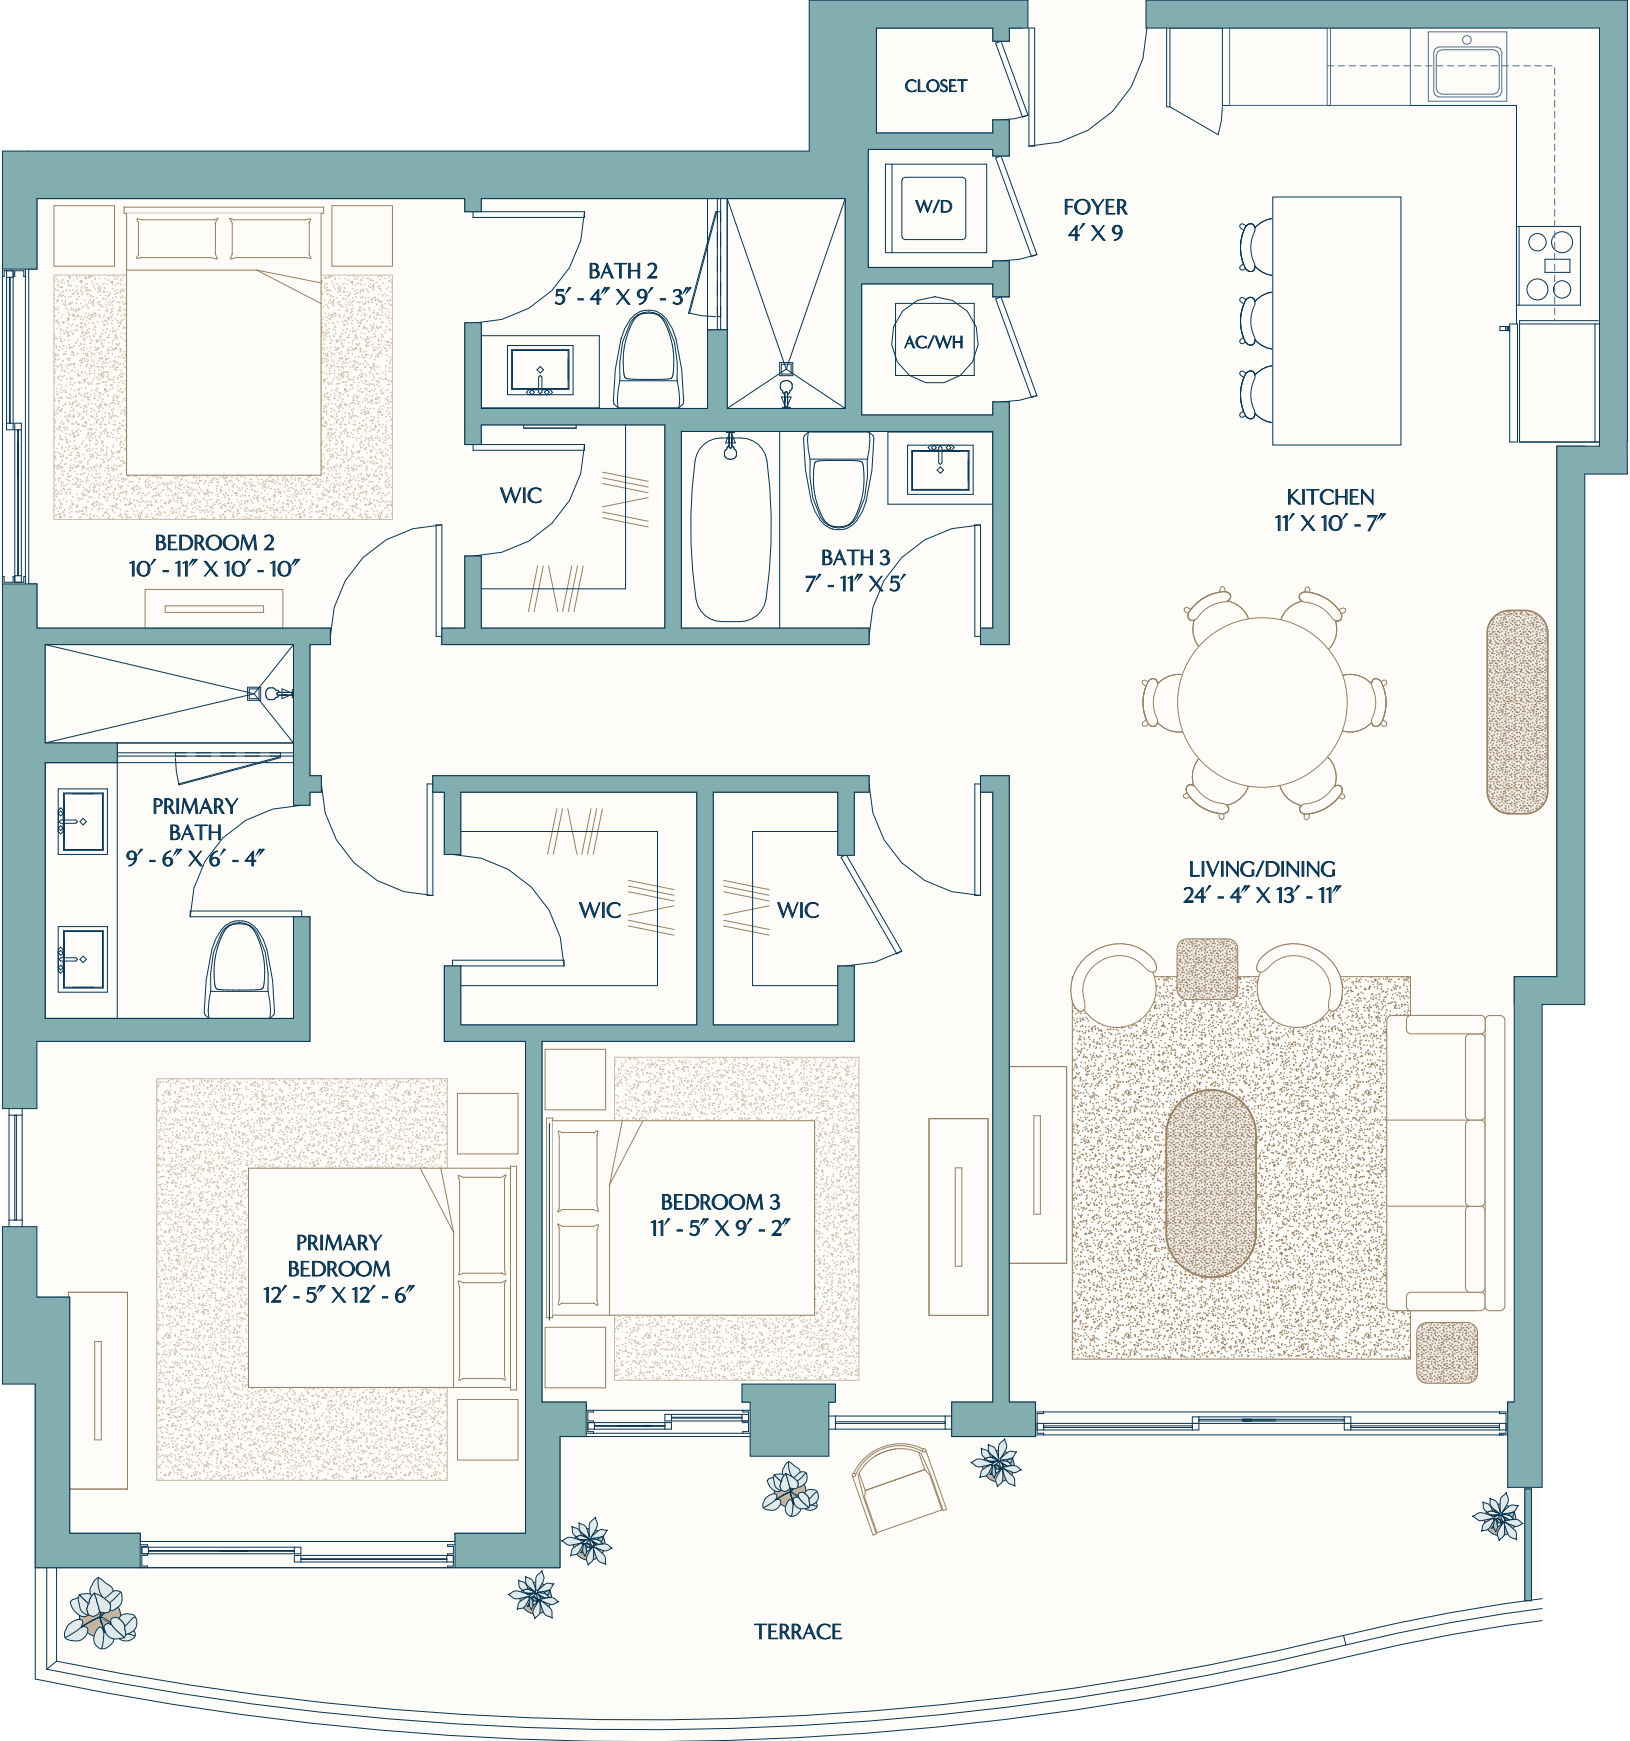 CLOSET
W/D
FOYER
4′ X 9
BATH 2
5′ - 4″ X 9′ - 3″
AC/WH
WIC
KITCHEN
11′ X 10′ - 7″
BEDROOM 2
10′ - 11″ X 10′ - 10″
BATH 3
7′ - 11″ X 5′
PRIMARY
BATH
9′ - 6″ X 6′ - 4″
WIC
WIC
LIVING/DINING
24′ - 4″ X 13′ - 11″
BEDROOM 3
11′ - 5″ X 9′ - 2″
PRIMARY
BEDROOM
12′ - 5″ X 12′ - 6″
TERRACE